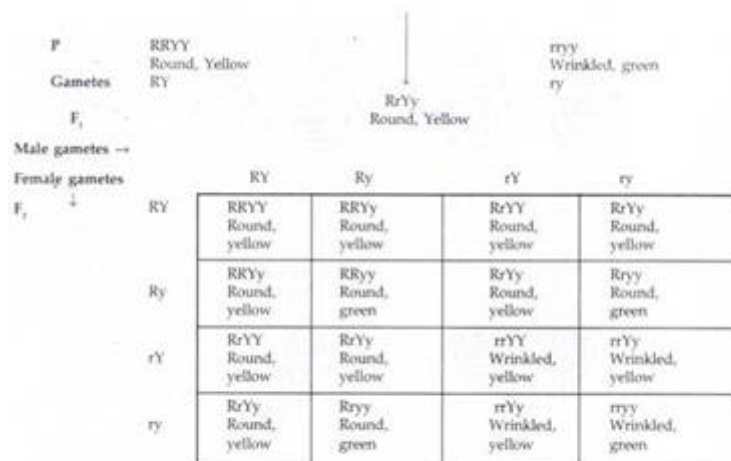 P RRYY rryy
Round, Yellow Wrinkled, green
Gametes RY ry
RrYy
F₁ Round, Yellow
Male gametes →
Female gametes RY Ry rY ry
↓
F₂ RY RRYY RRYy RrYY RrYy
Round, Round, Round, Round,
yellow yellow yellow yellow
Ry RRYy RRyy RrYy Rryy
Round, Round, Round, Round,
yellow green yellow green
rY RrYY RrYy rrYY rrYy
Round, Round, Wrinkled, Wrinkled,
yellow yellow yellow yellow
ry RrYy Rryy rrYy rryy
Round, Round, Wrinkled, Wrinkled,
yellow green yellow green